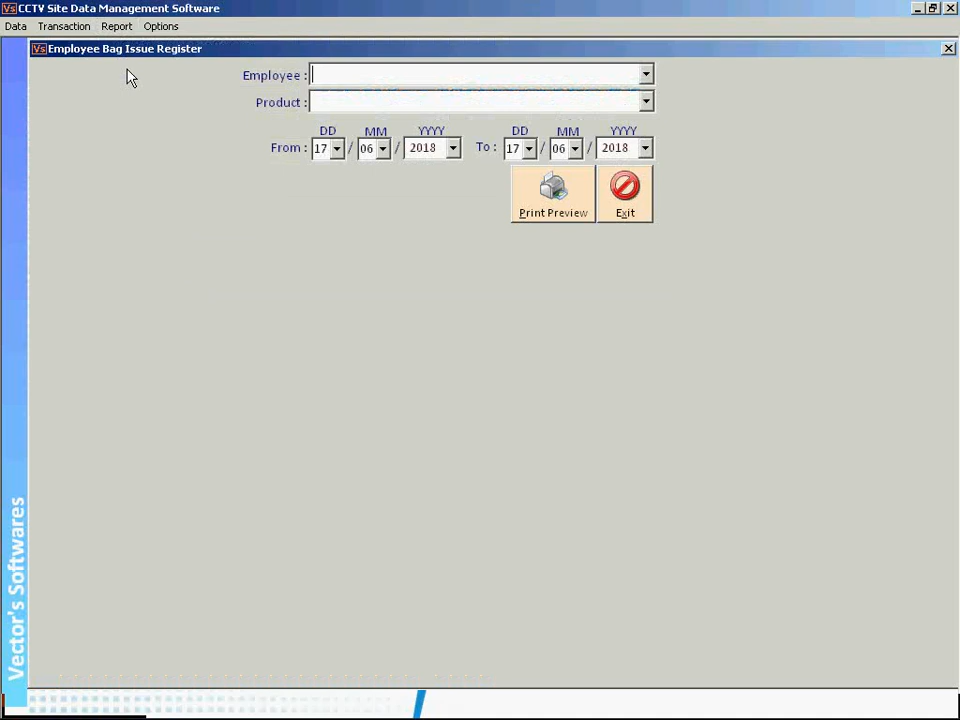 Vs CCTV Site Data Management Software
Data Transaction Report Options
Vs Employee Bag Issue Register
Employee :
Product :
DD MM YYYY DD MM YYYY
From : 17 / 06 / 2018 To : 17 / 06 / 2018
Print Preview Exit
Vector's Softwares